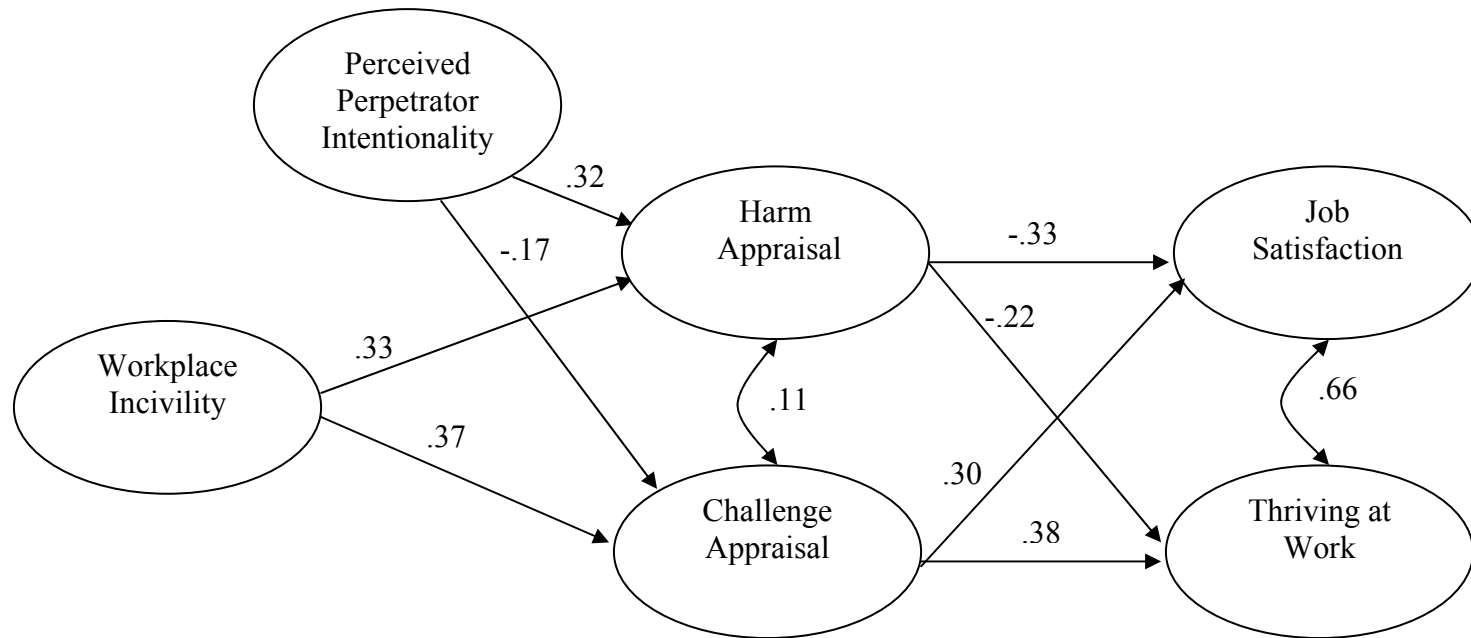 Perceived
Perpetrator
Intentionality
.32
-.17
Harm
Appraisal
-.33
-.22
Job
Satisfaction
Workplace
Incivility
.33
.37
.11
.66
Challenge
Appraisal
.30
.38
Thriving at
Work